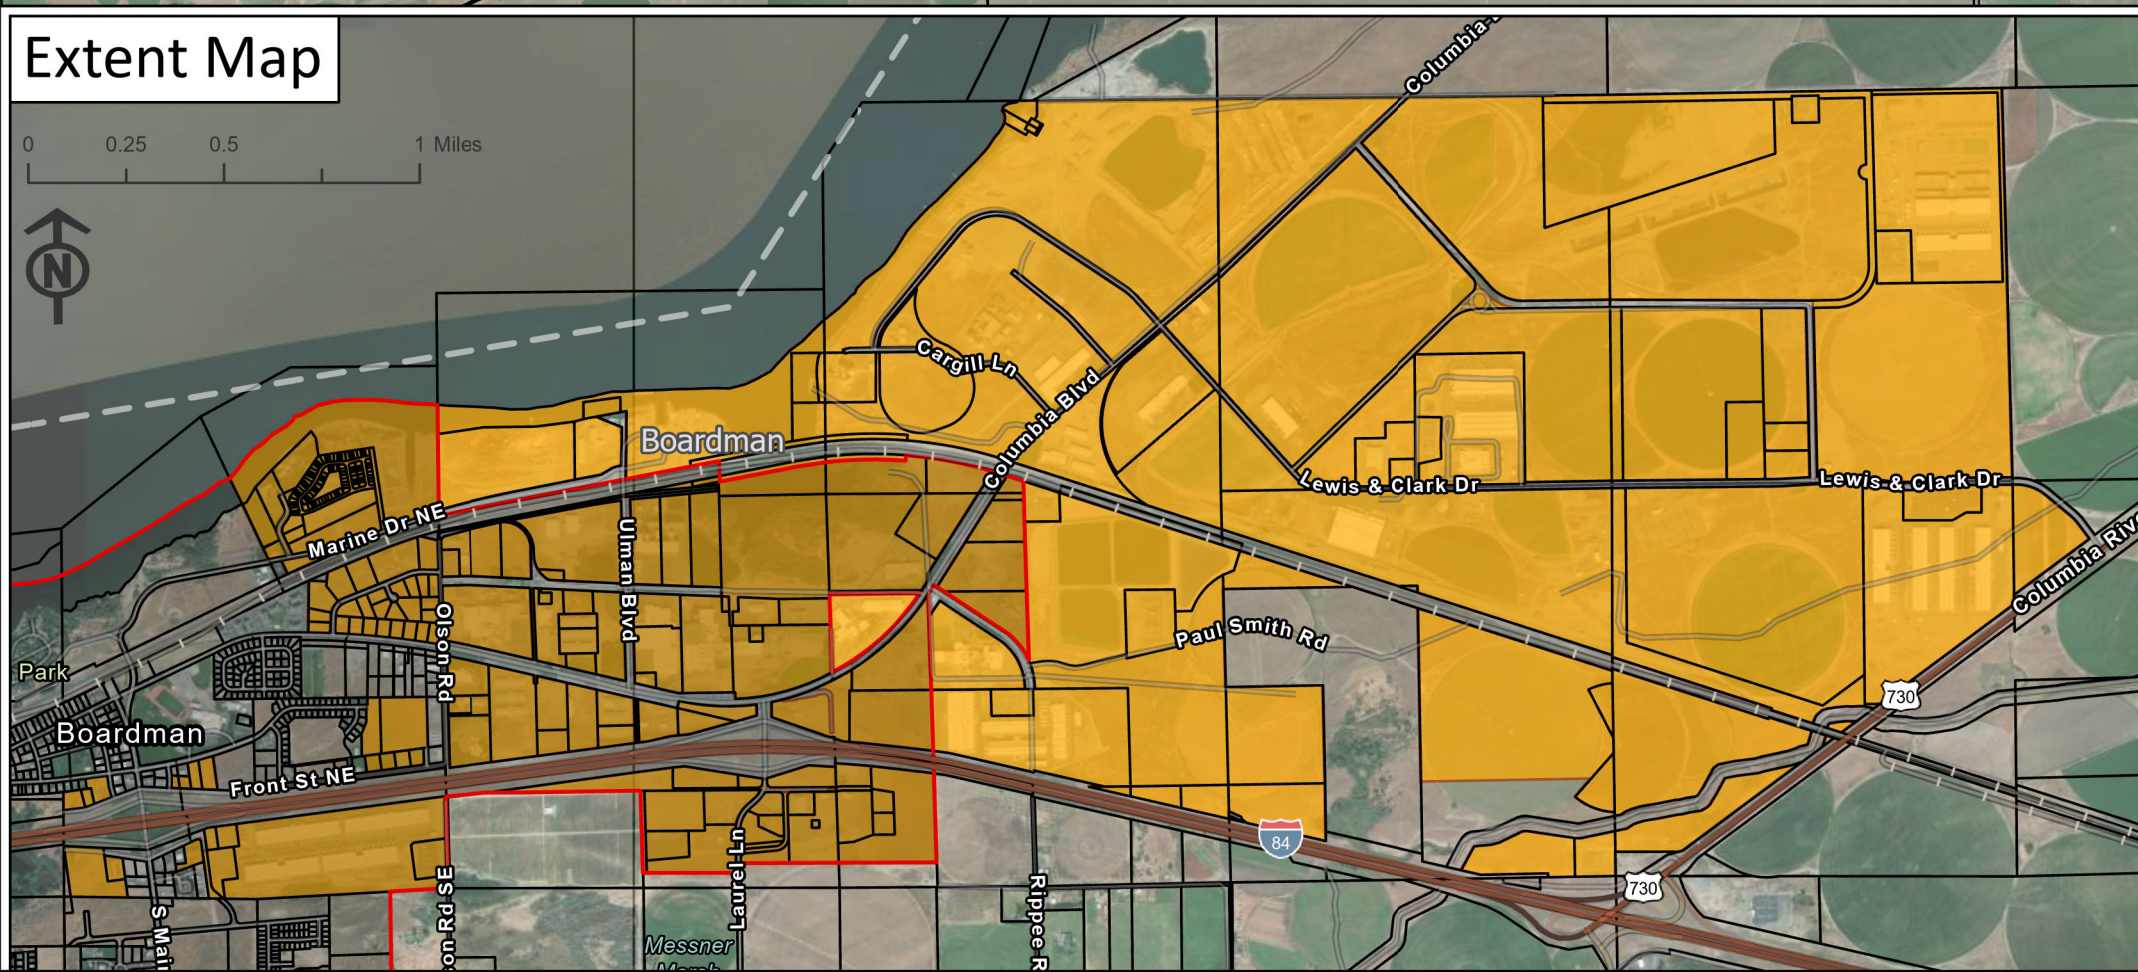 Extent Map
0 0.25 0.5 1 Miles
N
Columbia
Cargill Ln
Columbia Blvd
Boardman
Lewis & Clark Dr
Lewis & Clark Dr
Marine Dr NE
Ulman Blvd
Olson Rd
Paul Smith Rd
Columbia Riv
Park
Boardman
730
Front St NE
84
730
on Rd SE
Laurel Ln
Rippee R
S Mai
Messner